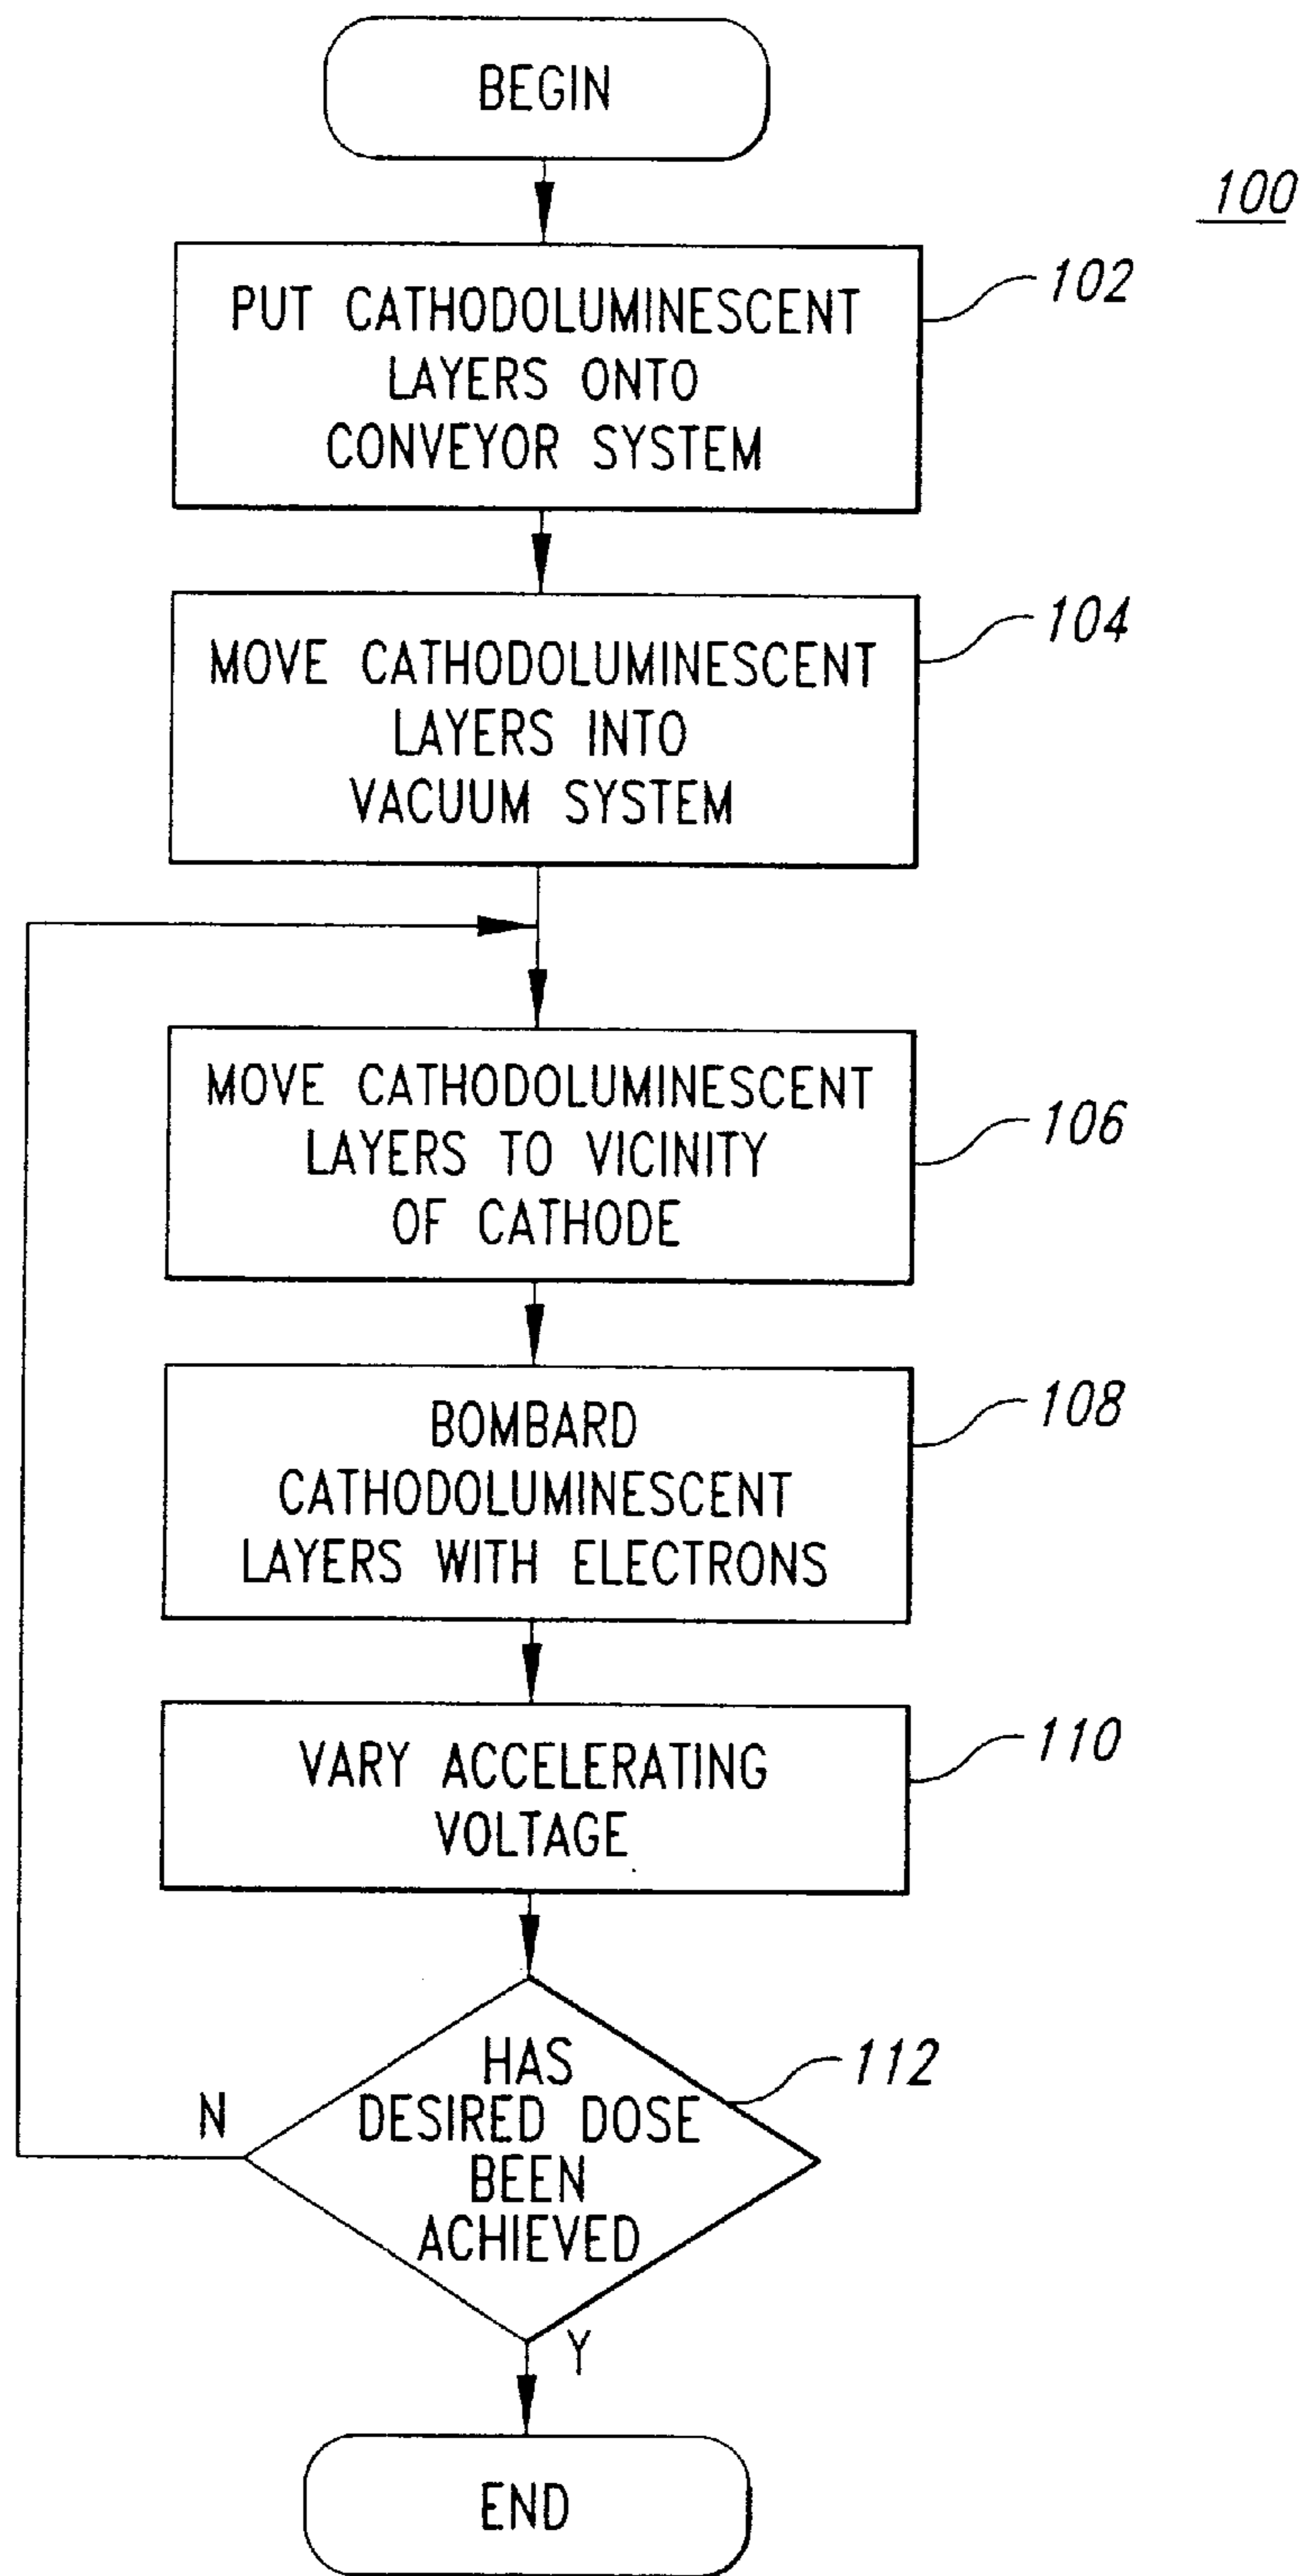 BEGIN
100
PUT CATHODOLUMINESCENT
LAYERS ONTO
CONVEYOR SYSTEM
102
MOVE CATHODOLUMINESCENT
LAYERS INTO
VACUUM SYSTEM
104
MOVE CATHODOLUMINESCENT
LAYERS TO VICINITY
OF CATHODE
106
BOMBARD
CATHODOLUMINESCENT
LAYERS WITH ELECTRONS
108
VARY ACCELERATING
VOLTAGE
110
HAS
DESIRED DOSE
BEEN
ACHIEVED
112
N
Y
END